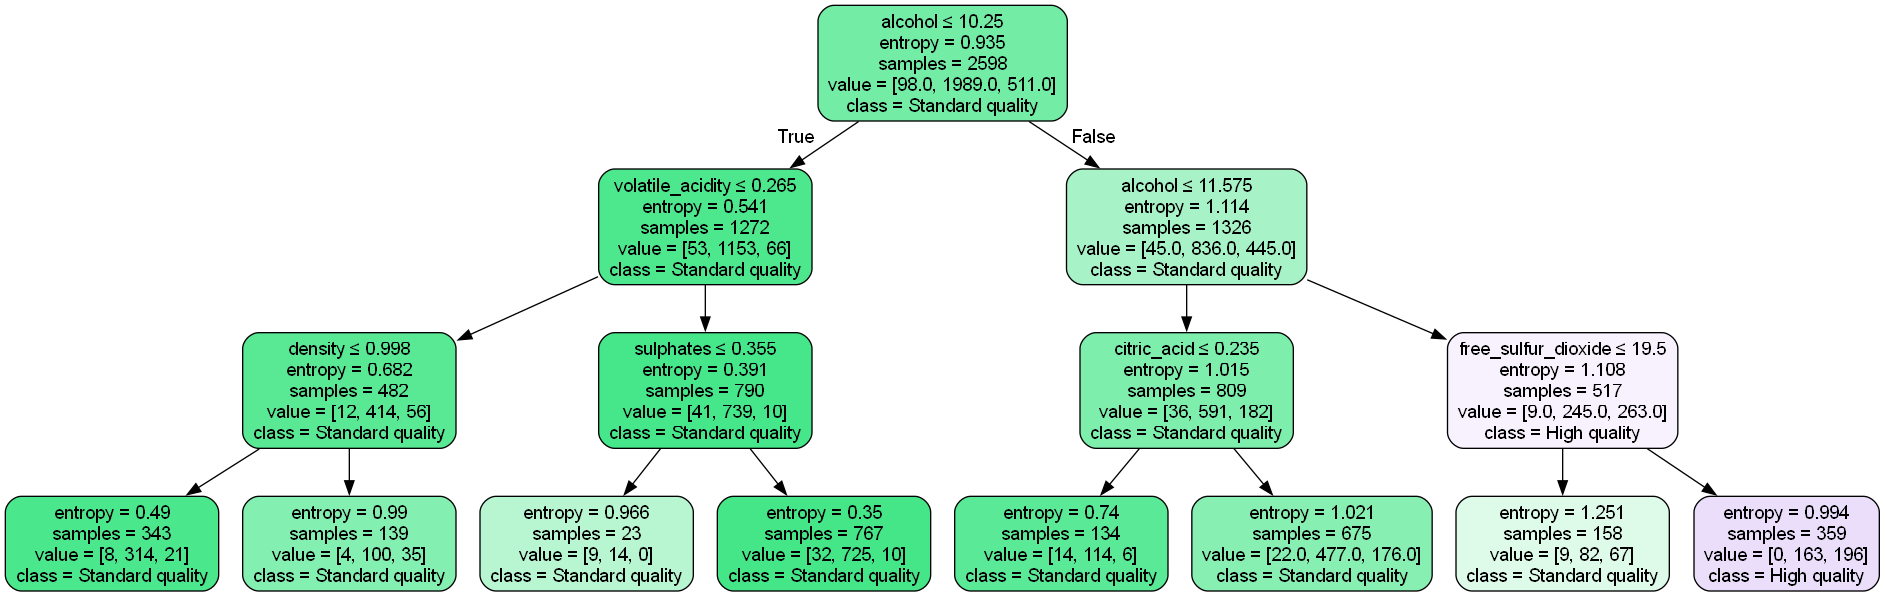 alcohol ≤ 10.25
entropy = 0.935
samples = 2598
value = [98.0, 1989.0, 511.0]
class = Standard quality
True
False
volatile_acidity ≤ 0.265
entropy = 0.541
samples = 1272
value = [53, 1153, 66]
class = Standard quality
alcohol ≤ 11.575
entropy = 1.114
samples = 1326
value = [45.0, 836.0, 445.0]
class = Standard quality
density ≤ 0.998
entropy = 0.682
samples = 482
value = [12, 414, 56]
class = Standard quality
sulphates ≤ 0.355
entropy = 0.391
samples = 790
value = [41, 739, 10]
class = Standard quality
citric_acid ≤ 0.235
entropy = 1.015
samples = 809
value = [36, 591, 182]
class = Standard quality
free_sulfur_dioxide ≤ 19.5
entropy = 1.108
samples = 517
value = [9.0, 245.0, 263.0]
class = High quality
entropy = 0.49
samples = 343
value = [8, 314, 21]
class = Standard quality
entropy = 0.99
samples = 139
value = [4, 100, 35]
class = Standard quality
entropy = 0.966
samples = 23
value = [9, 14, 0]
class = Standard quality
entropy = 0.35
samples = 767
value = [32, 725, 10]
class = Standard quality
entropy = 0.74
samples = 134
value = [14, 114, 6]
class = Standard quality
entropy = 1.021
samples = 675
value = [22.0, 477.0, 176.0]
class = Standard quality
entropy = 1.251
samples = 158
value = [9, 82, 67]
class = Standard quality
entropy = 0.994
samples = 359
value = [0, 163, 196]
class = High quality